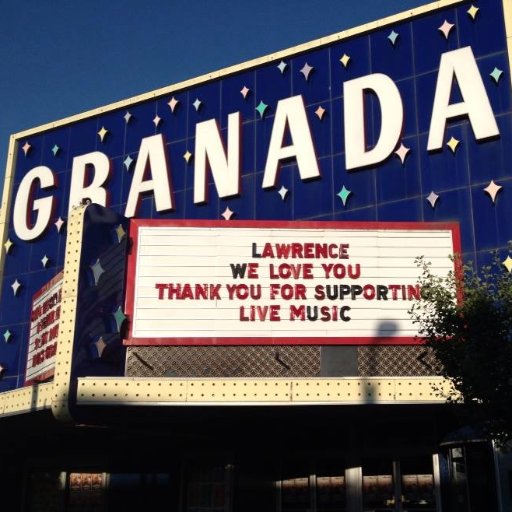 GRANADA
LAWRENCE
WE LOVE YOU
THANK YOU FOR SUPPORTING
LIVE MUSIC